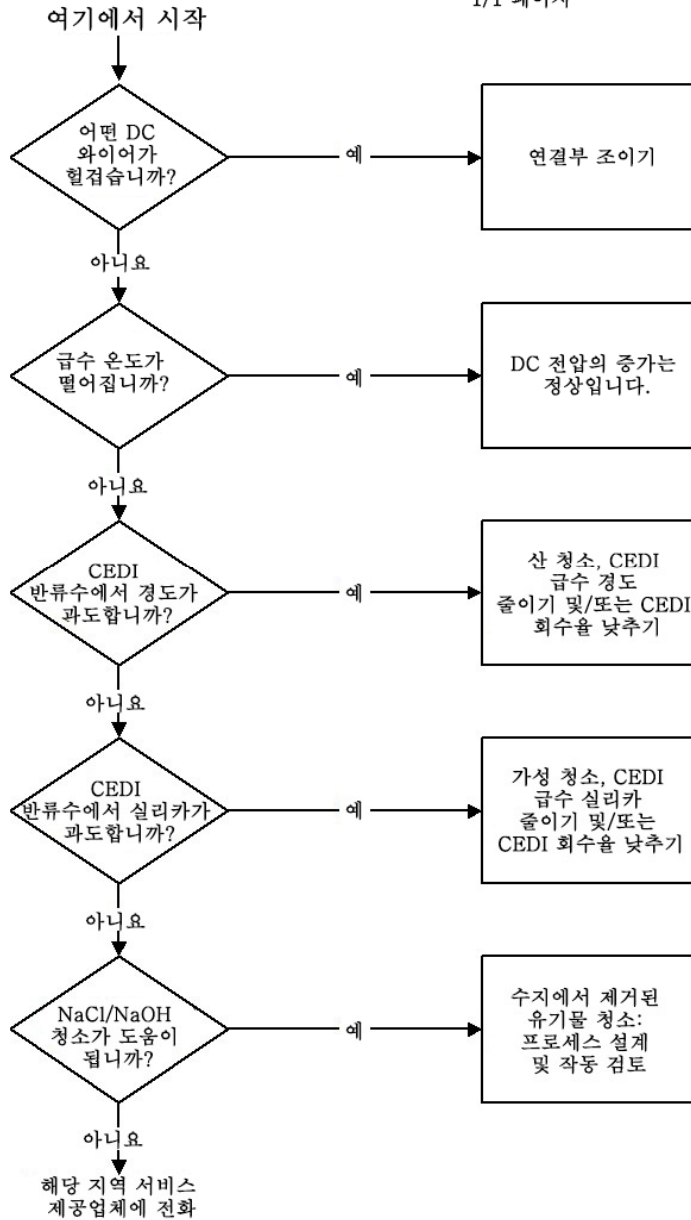 1/1 페이지
여기에서 시작
어떤 DC
와이어가
헐겁습니까?
예
연결부 조이기
아니요
급수 온도가
떨어집니까?
예
DC 전압의 증가는
정상입니다.
아니요
CEDI
반류수에서 경도가
과도합니까?
예
산 청소, CEDI
급수 경도
줄이기 및/또는 CEDI
회수율 낮추기
아니요
CEDI
반류수에서 실리카가
과도합니까?
예
가성 청소, CEDI
급수 실리카
줄이기 및/또는
CEDI 회수율 낮추기
아니요
NaCl/NaOH
청소가 도움이
됩니까?
예
수지에서 제거된
유기물 청소:
프로세스 설계
및 작동 검토
아니요
해당 지역 서비스
제공업체에 전화